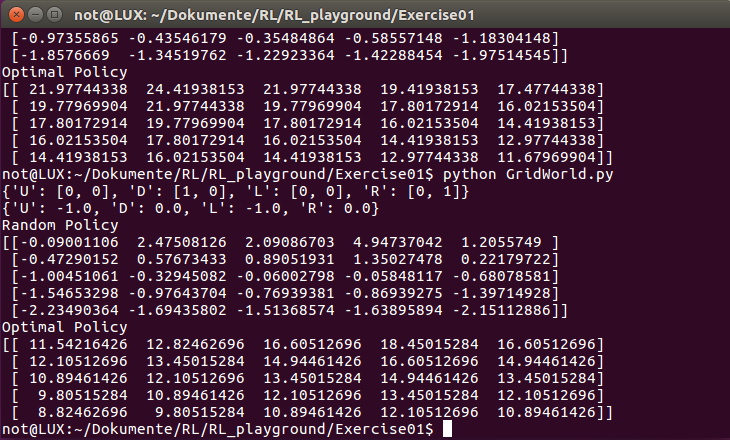 not@LUX: ~/Dokumente/RL/RL_playground/Exercise01
 [-0.97355865 -0.43546179 -0.35484864 -0.58557148 -1.18304148]
 [-1.8576669  -1.34519762 -1.22923364 -1.42288454 -1.97514545]]
Optimal Policy
[[ 21.97744338  24.41938153  21.97744338  19.41938153  17.47744338]
 [ 19.77969904  21.97744338  19.77969904  17.80172914  16.02153504]
 [ 17.80172914  19.77969904  17.80172914  16.02153504  14.41938153]
 [ 16.02153504  17.80172914  16.02153504  14.41938153  12.97744338]
 [ 14.41938153  16.02153504  14.41938153  12.97744338  11.67969904]]
not@LUX:~/Dokumente/RL/RL_playground/Exercise01$ python GridWorld.py
{'U': [0, 0], 'D': [1, 0], 'L': [0, 0], 'R': [0, 1]}
{'U': -1.0, 'D': 0.0, 'L': -1.0, 'R': 0.0}
Random Policy
[[-0.09001106  2.47508126  2.09086703  4.94737042  1.2055749 ]
 [-0.47290152  0.57673433  0.89051931  1.35027478  0.22179722]
 [-1.00451061 -0.32945082 -0.06002798 -0.05848117 -0.68078581]
 [-1.54653298 -0.97643704 -0.76939381 -0.86939275 -1.39714928]
 [-2.23490364 -1.69435802 -1.51368574 -1.63895894 -2.15112886]]
Optimal Policy
[[ 11.54216426  12.82462696  16.60512696  18.45015284  16.60512696]
 [ 12.10512696  13.45015284  14.94461426  16.60512696  14.94461426]
 [ 10.89461426  12.10512696  13.45015284  14.94461426  13.45015284]
 [  9.80515284  10.89461426  12.10512696  13.45015284  12.10512696]
 [  8.82462696   9.80515284  10.89461426  12.10512696  10.89461426]]
not@LUX:~/Dokumente/RL/RL_playground/Exercise01$